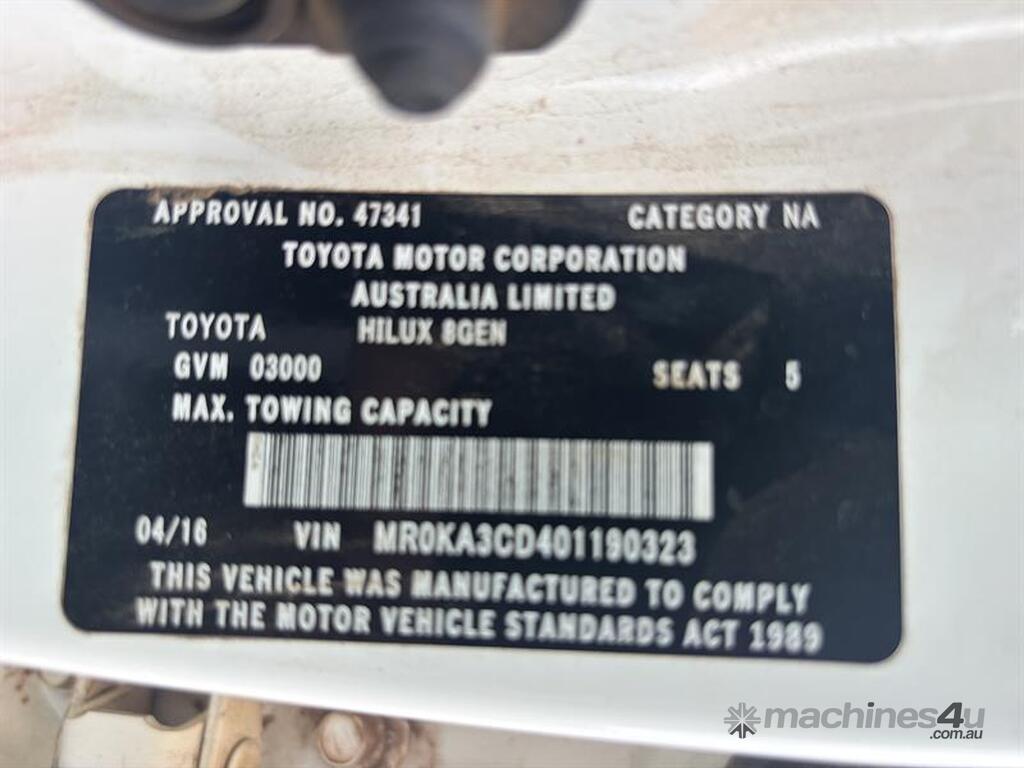 APPROVAL NO. 47341 CATEGORY NA
TOYOTA MOTOR CORPORATION
AUSTRALIA LIMITED
TOYOTA HILUX 8GEN
GVM 03000 SEATS 5
MAX. TOWING CAPACITY
04/16 VIN MR0KA3CD401190323
THIS VEHICLE WAS MANUFACTURED TO COMPLY
WITH THE MOTOR VEHICLE STANDARDS ACT 1989
machines4u
.com.au